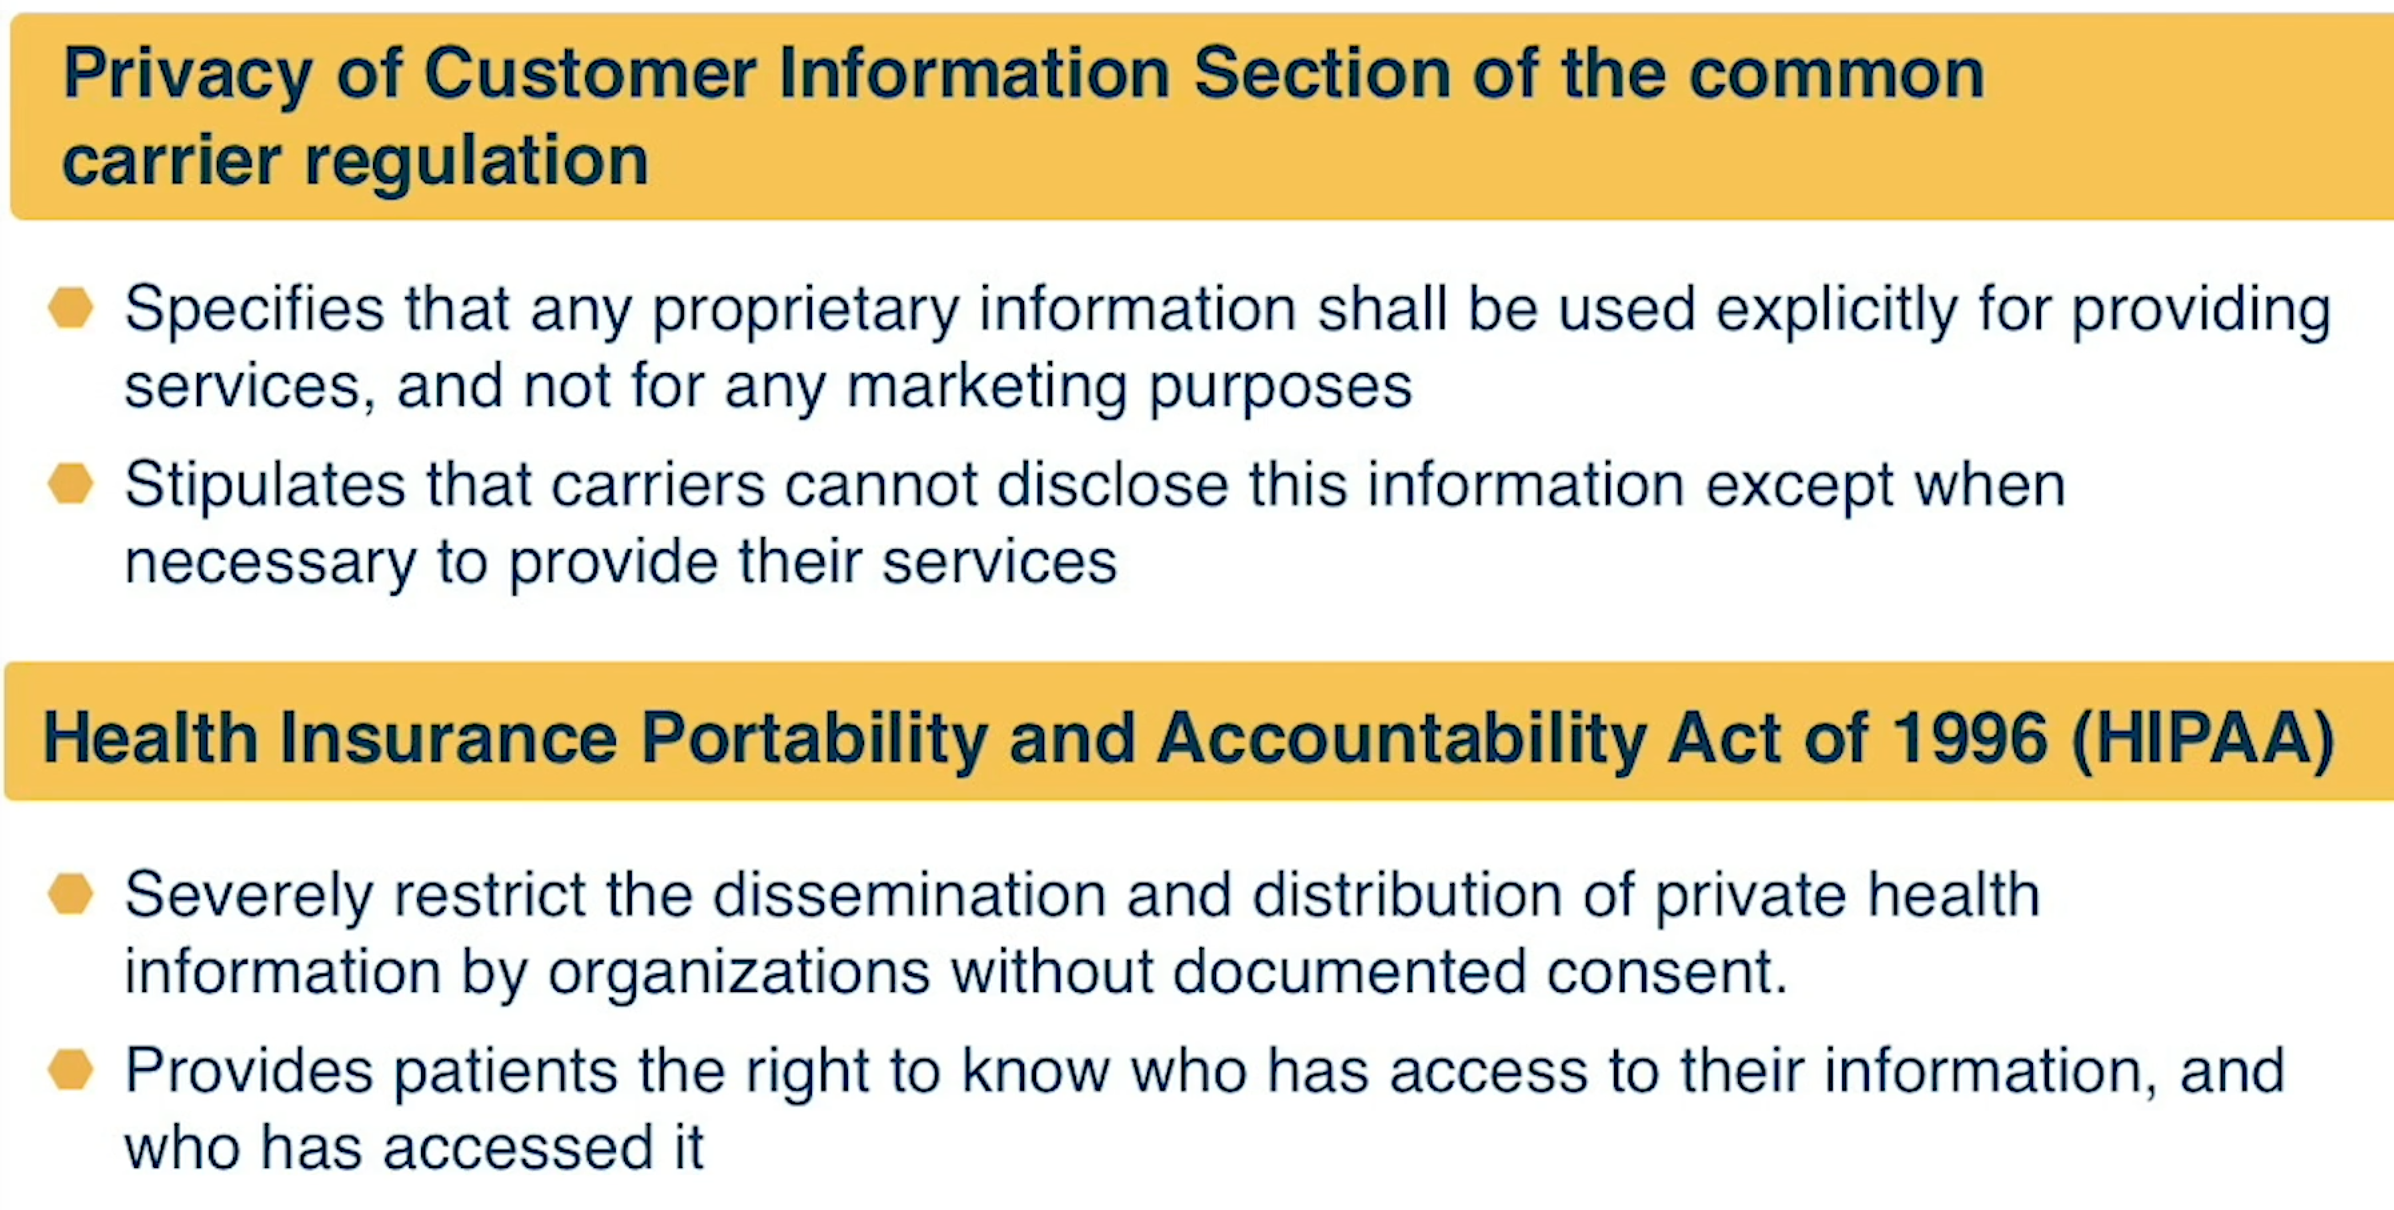 Privacy of Customer Information Section of the common
carrier regulation
Specifies that any proprietary information shall be used explicitly for providing
services, and not for any marketing purposes
Stipulates that carriers cannot disclose this information except when
necessary to provide their services
Health Insurance Portability and Accountability Act of 1996 (HIPAA)
Severely restrict the dissemination and distribution of private health
information by organizations without documented consent.
Provides patients the right to know who has access to their information, and
who has accessed it